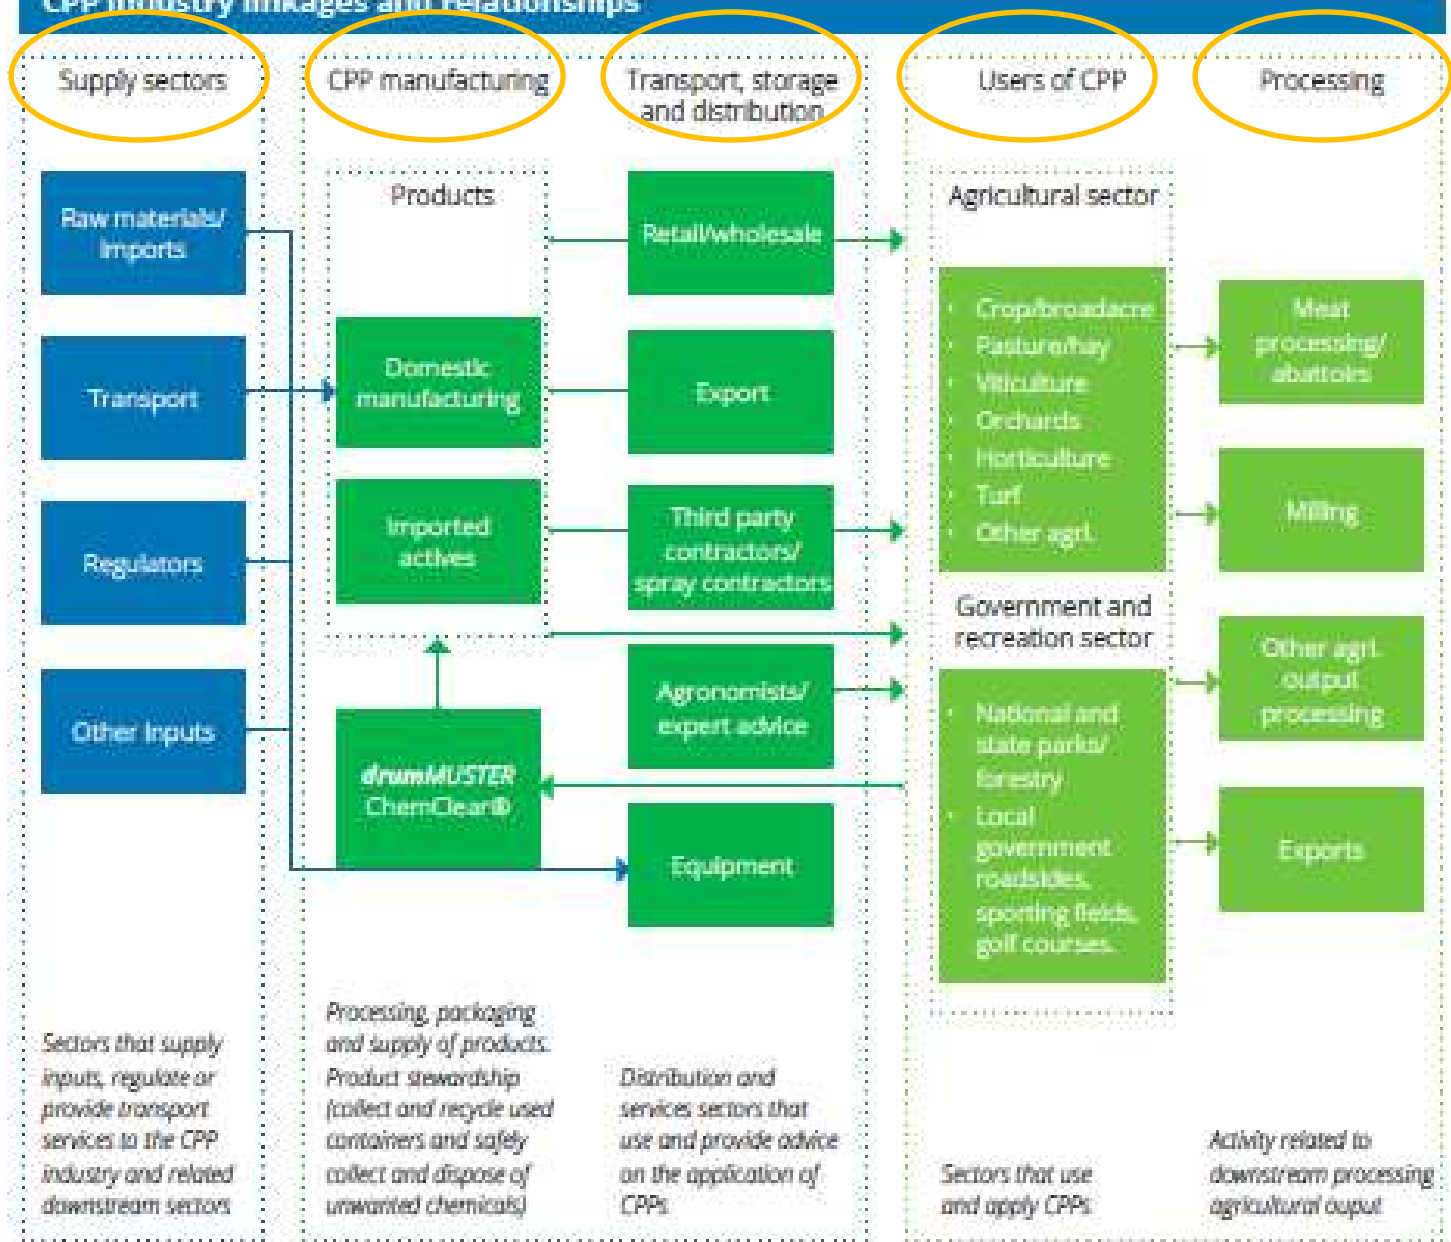 CPP industry linkages and relationships
Supply sectors
CPP manufacturing
Transport, storage
and distribution
Users of CPP
Processing
Raw materials/
Imports
Transport
Regulators
Other Inputs
Sectors that supply
inputs, regulate or
provide transport
services to the CPP
industry and related
downstream sectors
Products
Domestic
manufacturing
Imported
actives
drumMUSTER
ChemClear®
Processing, packaging
and supply of products.
Product stewardship
(collect and recycle used
containers and safely
collect and dispose of
unwanted chemicals)
Retail/wholesale
Export
Third party
contractors/
spray contractors
Agronomists/
expert advice
Equipment
Distribution and
services sectors that
use and provide advice
on the application of
CPPs
Agricultural sector
· Crop/broadacre
· Pasture/hay
· Viticulture
· Orchards
· Horticulture
· Turf
· Other agri.
Government and
recreation sector
· National and
state parks/
forestry
· Local
government
roadsides,
sporting fields,
golf courses.
Sectors that use
and apply CPPs
Meat
processing/
abattoirs
Milling
Other agri.
output
processing
Exports
Activity related to
downstream processing
agricultural ouput